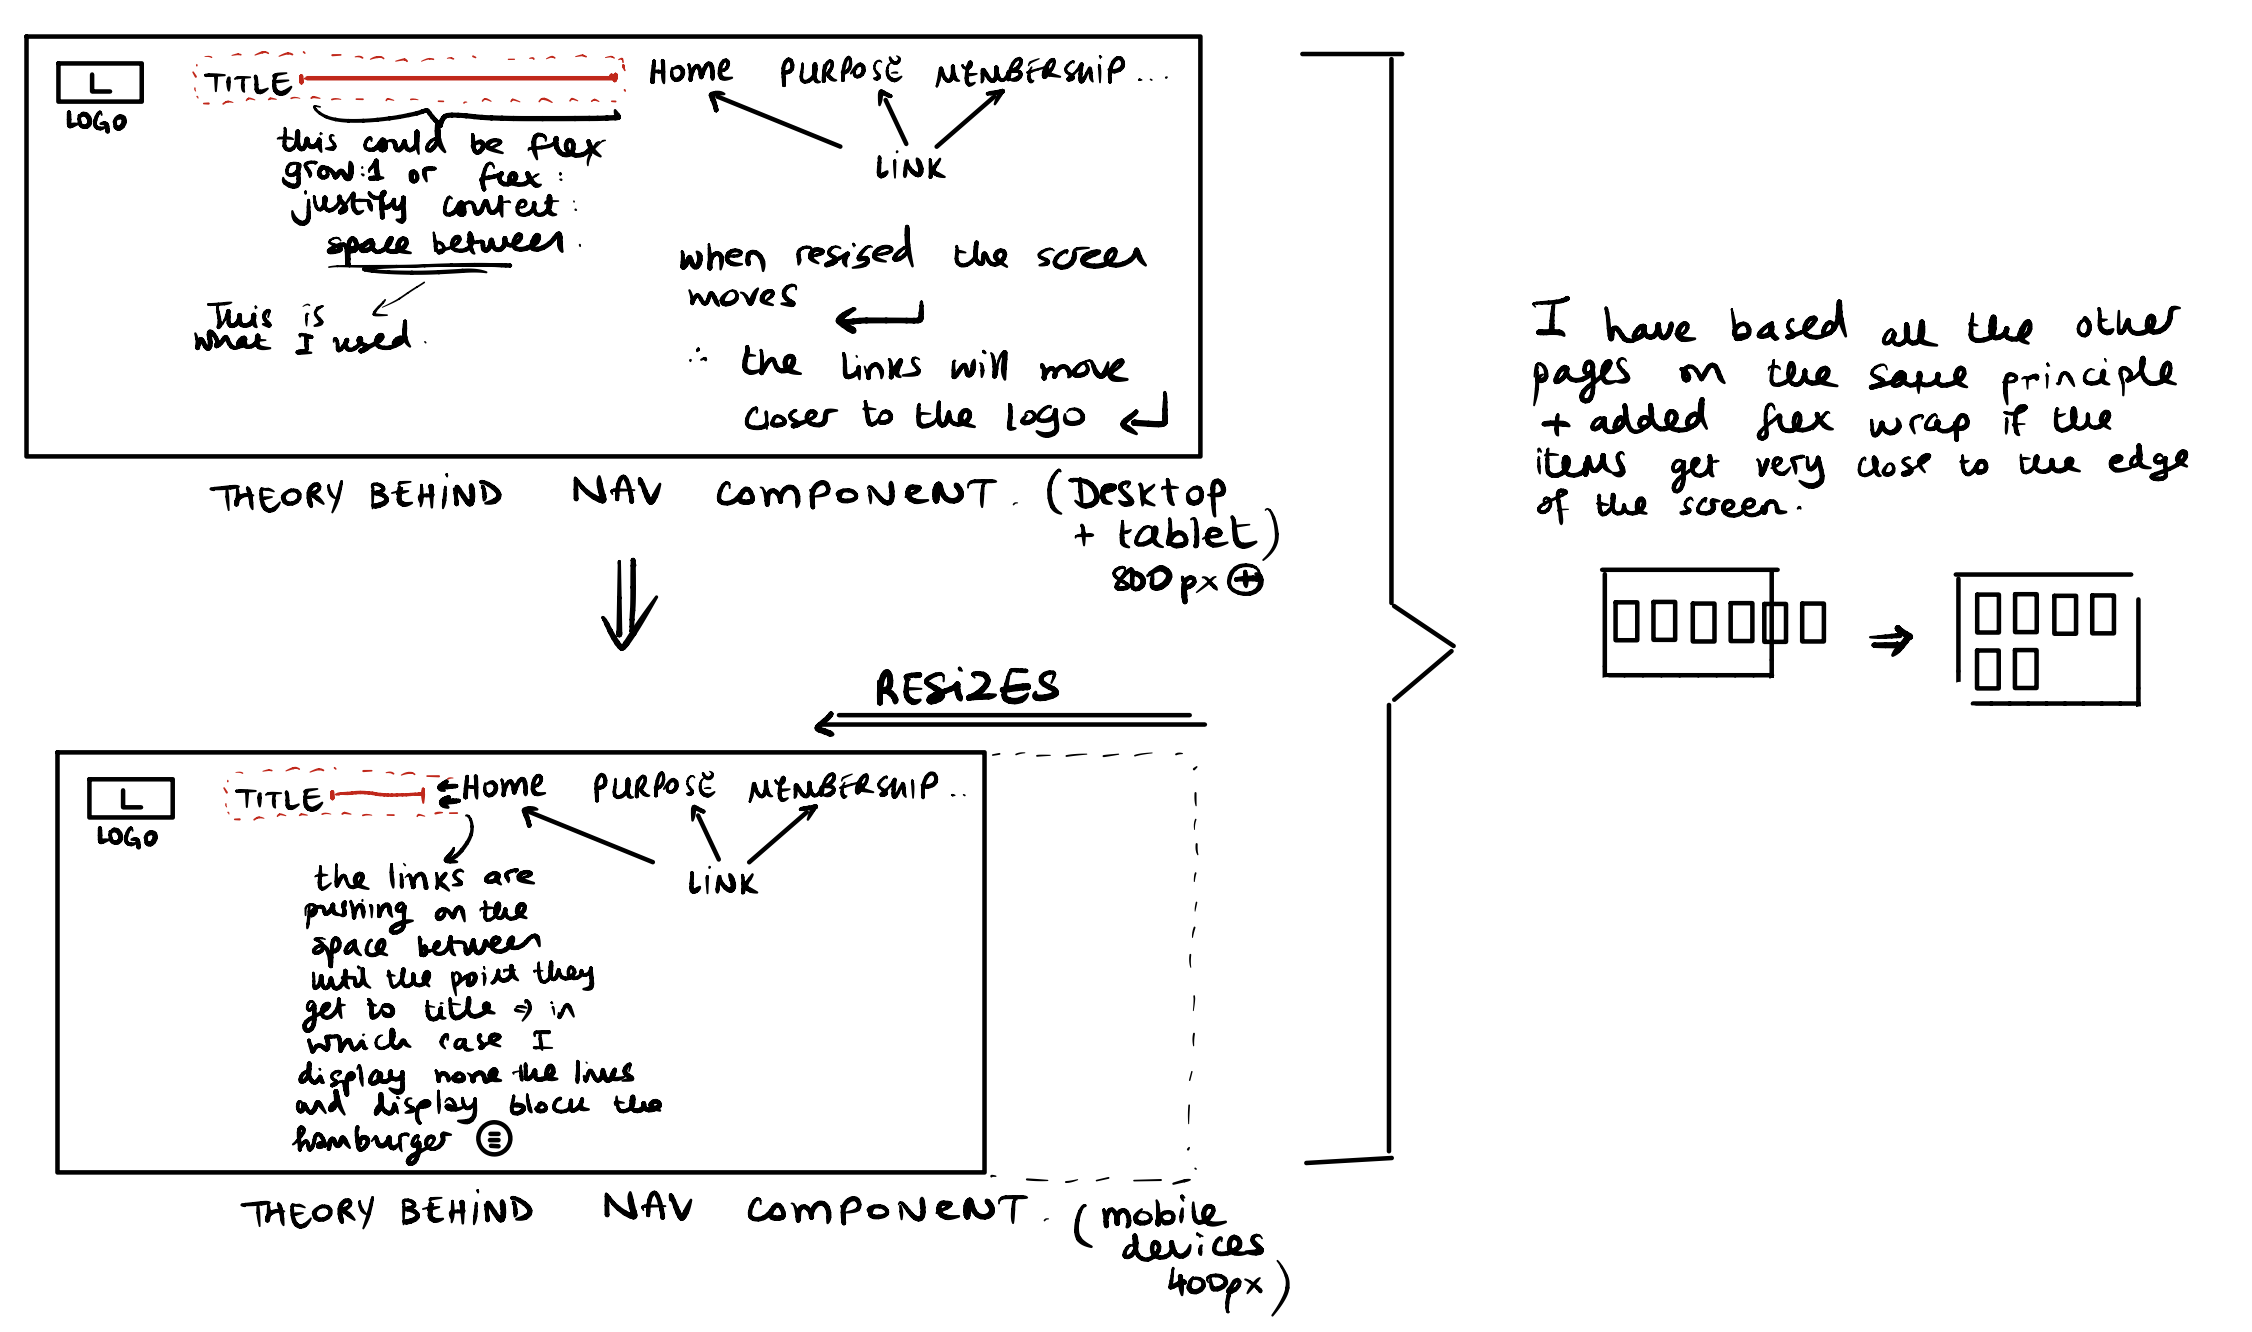 L
LOGO
TITLE
Home PURPOSE MEMBERSHIP ...
this could be flex
grow:1 or flex:
justify content:
space between.
This is
what I used.
LINK
when resised the screen
moves
∴ the links will move
closer to the logo
THEORY BEHIND NAV COMPONENT. (Desktop
+ tablet)
800px +
RESIZES
L
LOGO
TITLE
Home PURPOSE MEMBERSHIP ..
LINK
the links are
pushing on the
space between
until the point they
get to title => in
which case I
display none the links
and display block the
hamburger
THEORY BEHIND NAV COMPONENT. (mobile
devices
400px)
I have based all the other
pages on the same principle
+ added flex wrap if the
items get very close to the edge
of the screen.